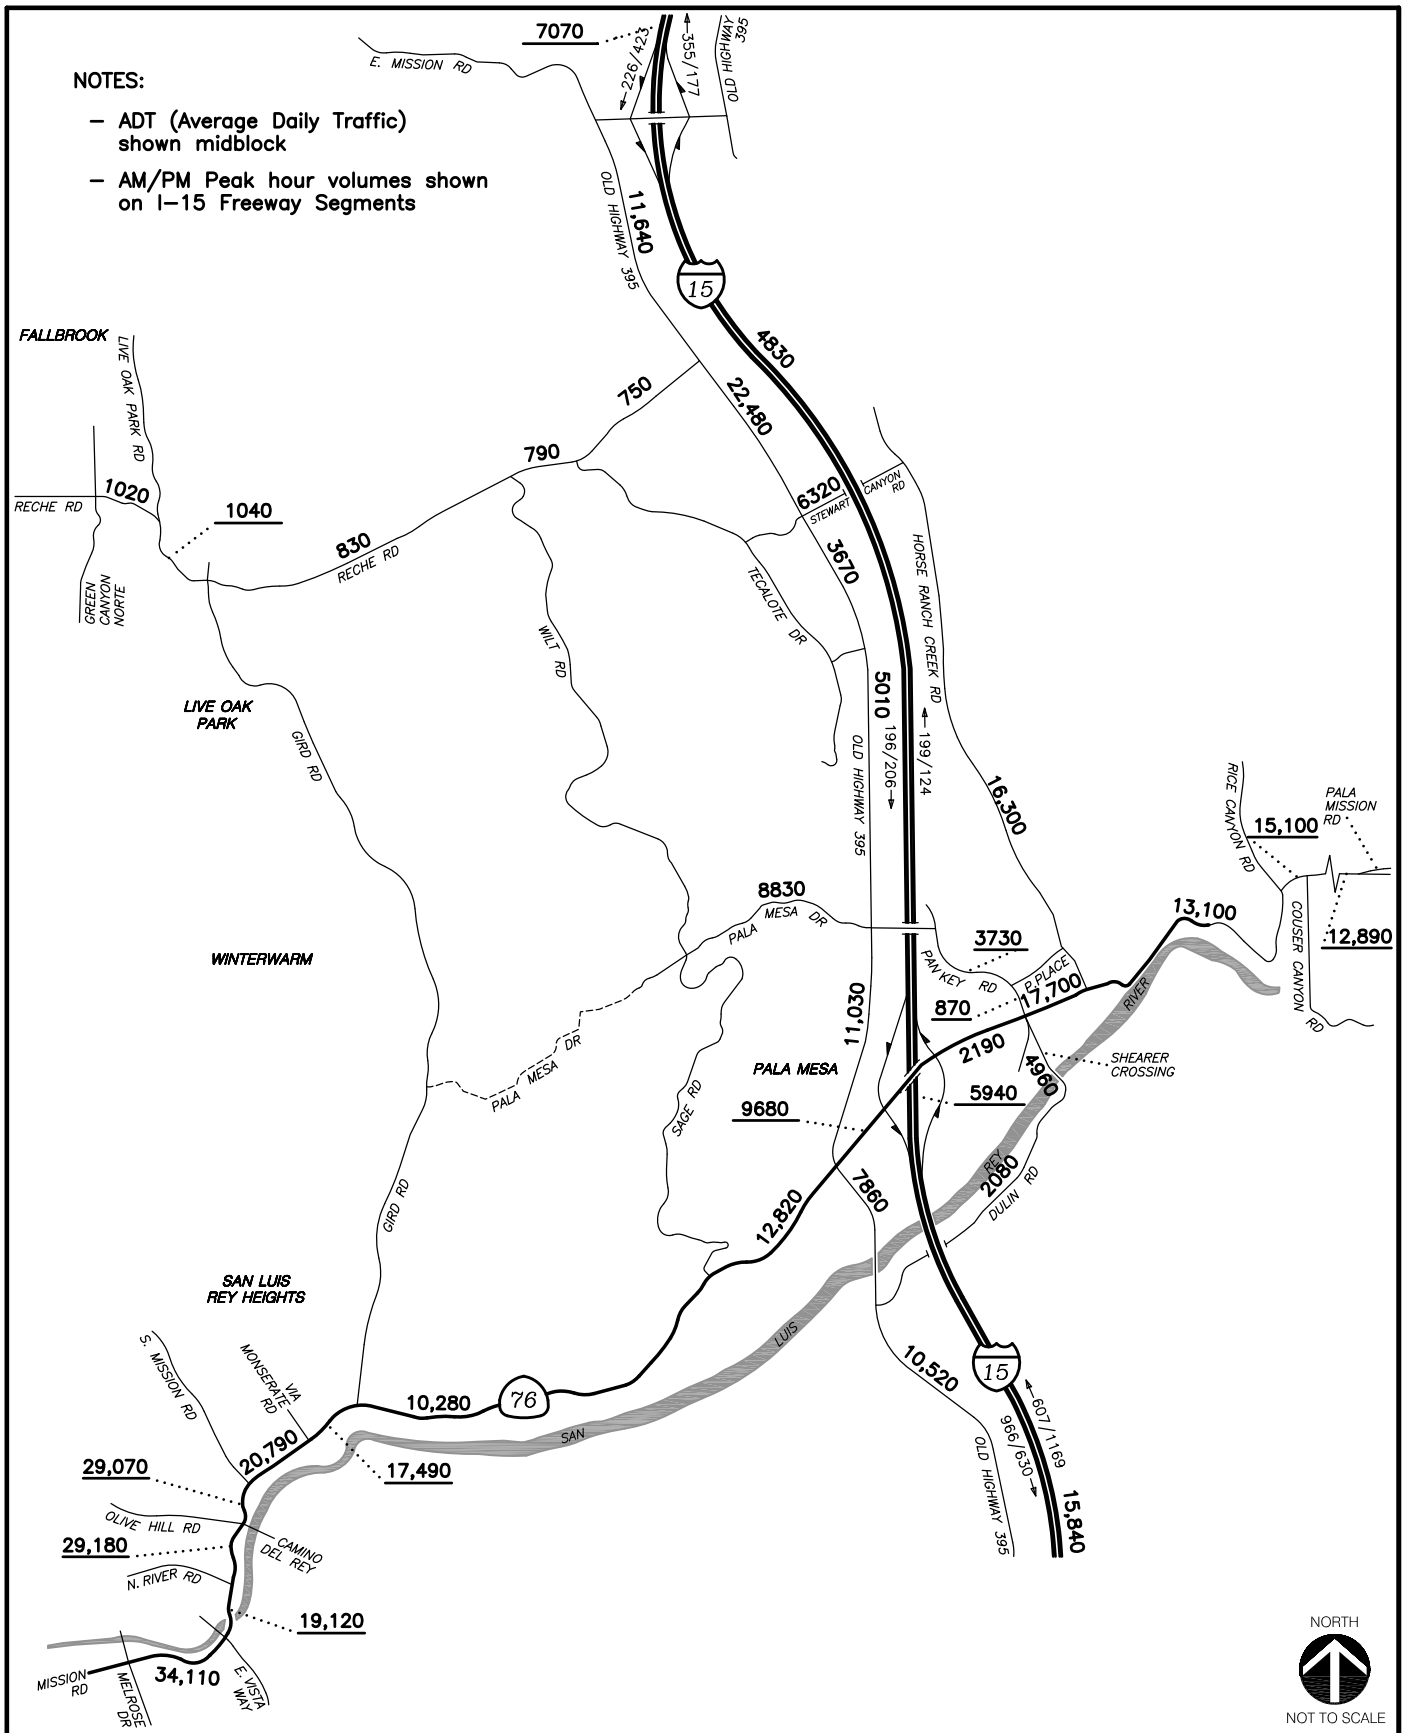 7070
226/423
355/177
OLD HIGHWAY
395
E. MISSION RD
NOTES:
– ADT (Average Daily Traffic)
shown midblock
– AM/PM Peak hour volumes shown
on I–15 Freeway Segments
OLD HIGHWAY 395
11,640
15
FALLBROOK
LIVE OAK PARK RD
4830
750
22,480
790
1020
RECHE RD
1040
830
RECHE RD
6320
STEWART
CANYON
RD
3670
GREEN
CANYON
NORTE
TECALOTE DR
HORSE RANCH CREEK RD
WILT RD
LIVE OAK
PARK
GIRD RD
5010
196/206
199/124
OLD HIGHWAY 395
16,300
RICE CANYON RD
PALA
MISSION
RD
15,100
8830
PALA MESA DR
13,100
COUSER CANYON RD
12,890
WINTERWARM
3730
PANKEY RD
P PLACE
17,700
RIVER
870
11,030
2190
PALA MESA DR
PALA MESA
4960
SHEARER
CROSSING
5940
9680
SAGE RD
REY
2080
DULIN RD
7860
12,820
GIRD RD
SAN LUIS
REY HEIGHTS
LUIS
S. MISSION RD
VIA
MONSERATE
RD
10,520
15
10,280
76
SAN
607/1169
966/630
20,790
29,070
17,490
OLD HIGHWAY 395
15,840
OLIVE HILL RD
CAMINO
DEL REY
29,180
N. RIVER RD
19,120
MISSION
RD
34,110
MELROSE
DR
E. VISTA
WAY
NORTH
NOT TO SCALE